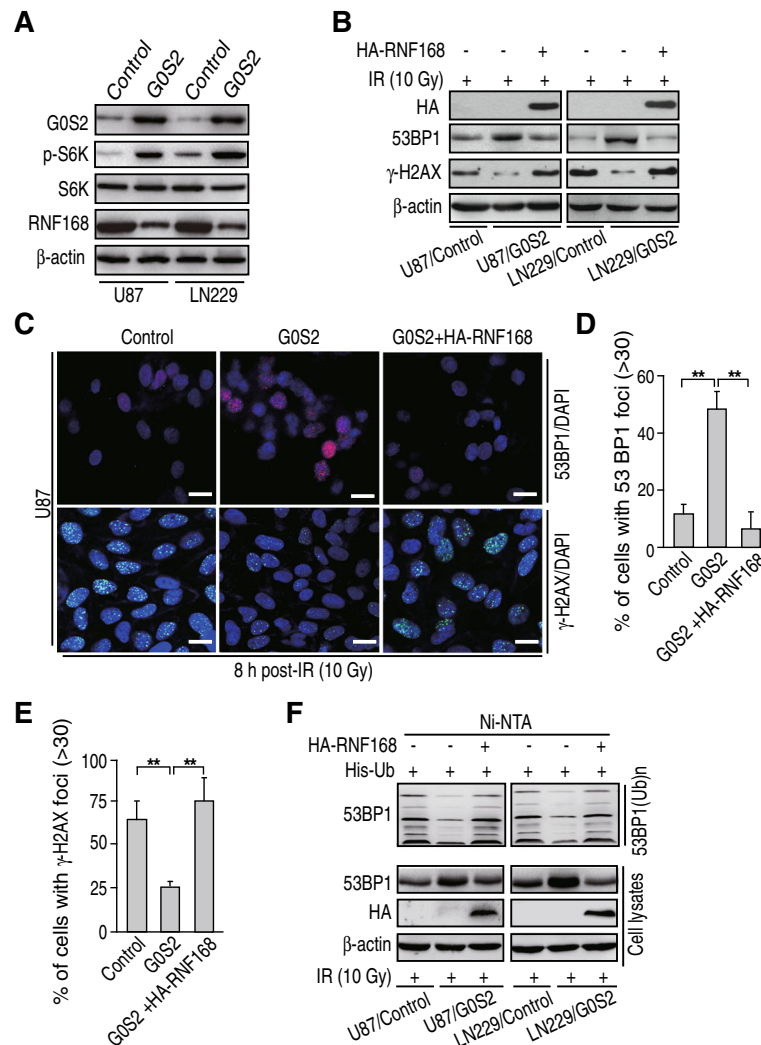 A
Control
G0S2
Control
G0S2
G0S2
p-S6K
S6K
RNF168
β-actin
U87 LN229
B
HA-RNF168 - - + - - +
IR (10 Gy) + + + + + +
HA
53BP1
γ-H2AX
β-actin
U87/Control
U87/G0S2
LN229/Control
LN229/G0S2
C
Control G0S2 G0S2+HA-RNF168
U87
53BP1/DAPI
γ-H2AX/DAPI
8 h post-IR (10 Gy)
D
% of cells with 53 BP1 foci (>30)
60
40
20
0
** **
Control
G0S2
G0S2 +HA-RNF168
E
% of cells with γ-H2AX foci (>30)
100
75
50
25
0
** **
Control
G0S2
G0S2 +HA-RNF168
F
Ni-NTA
HA-RNF168 - - + - - +
His-Ub + + + + + +
53BP1
53BP1(Ub)n
53BP1
HA
β-actin
Cell lysates
IR (10 Gy) + + + + + +
U87/Control
U87/G0S2
LN229/Control
LN229/G0S2